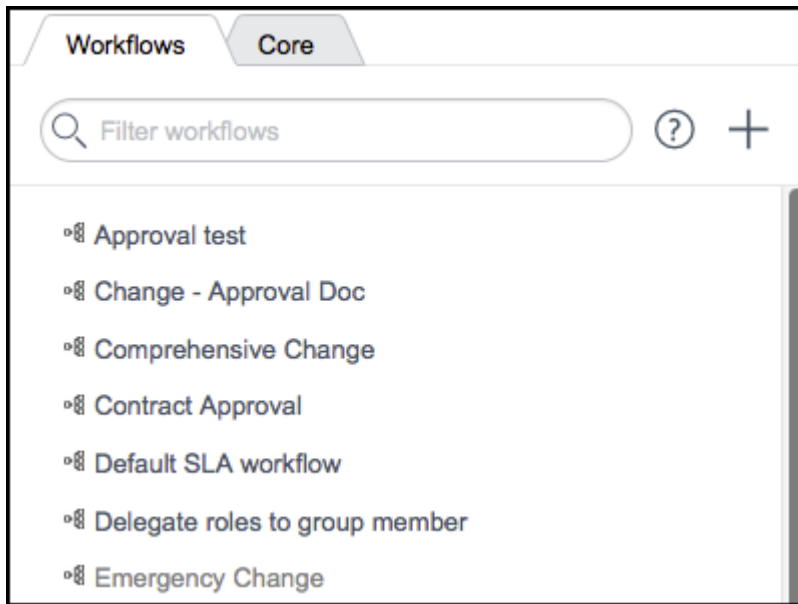 Workflows Core
Filter workflows
Approval test
Change - Approval Doc
Comprehensive Change
Contract Approval
Default SLA workflow
Delegate roles to group member
Emergency Change